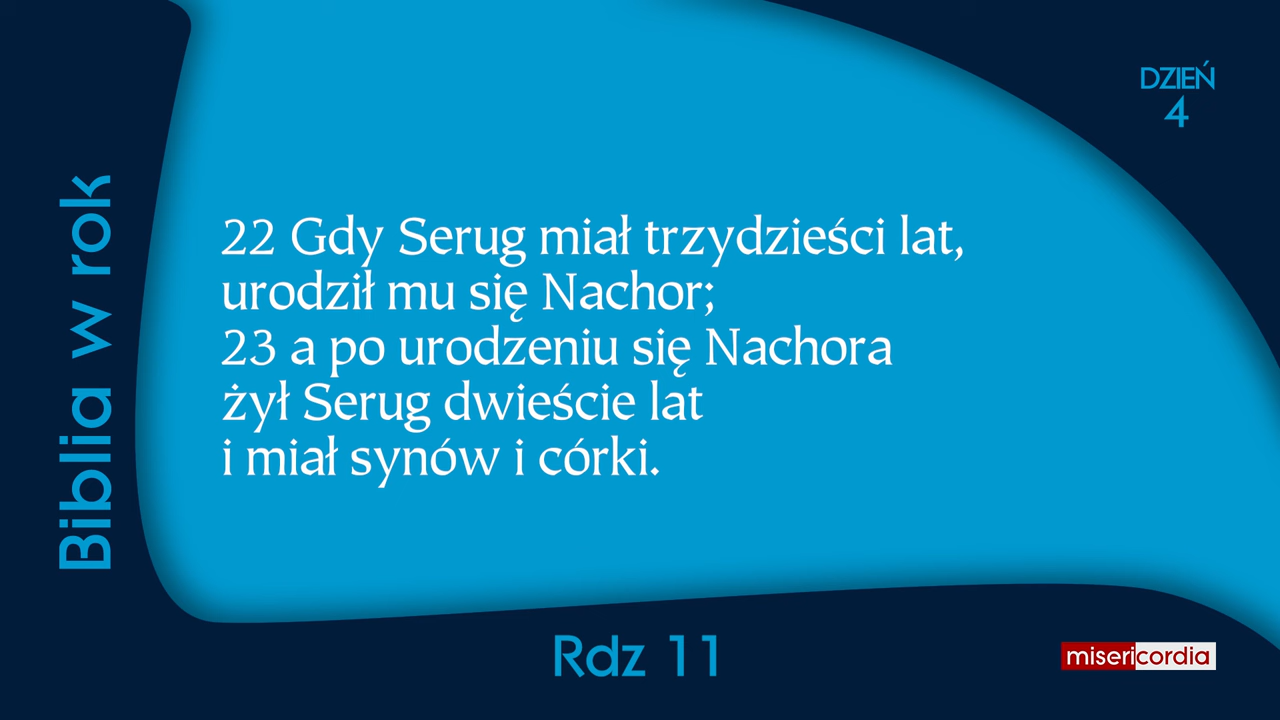 DZIEŃ
4
Biblia w rok
22 Gdy Serug miał trzydzieści lat,
urodził mu się Nachor;
23 a po urodzeniu się Nachora
żył Serug dwieście lat
i miał synów i córki.
Rdz 11
misericordia